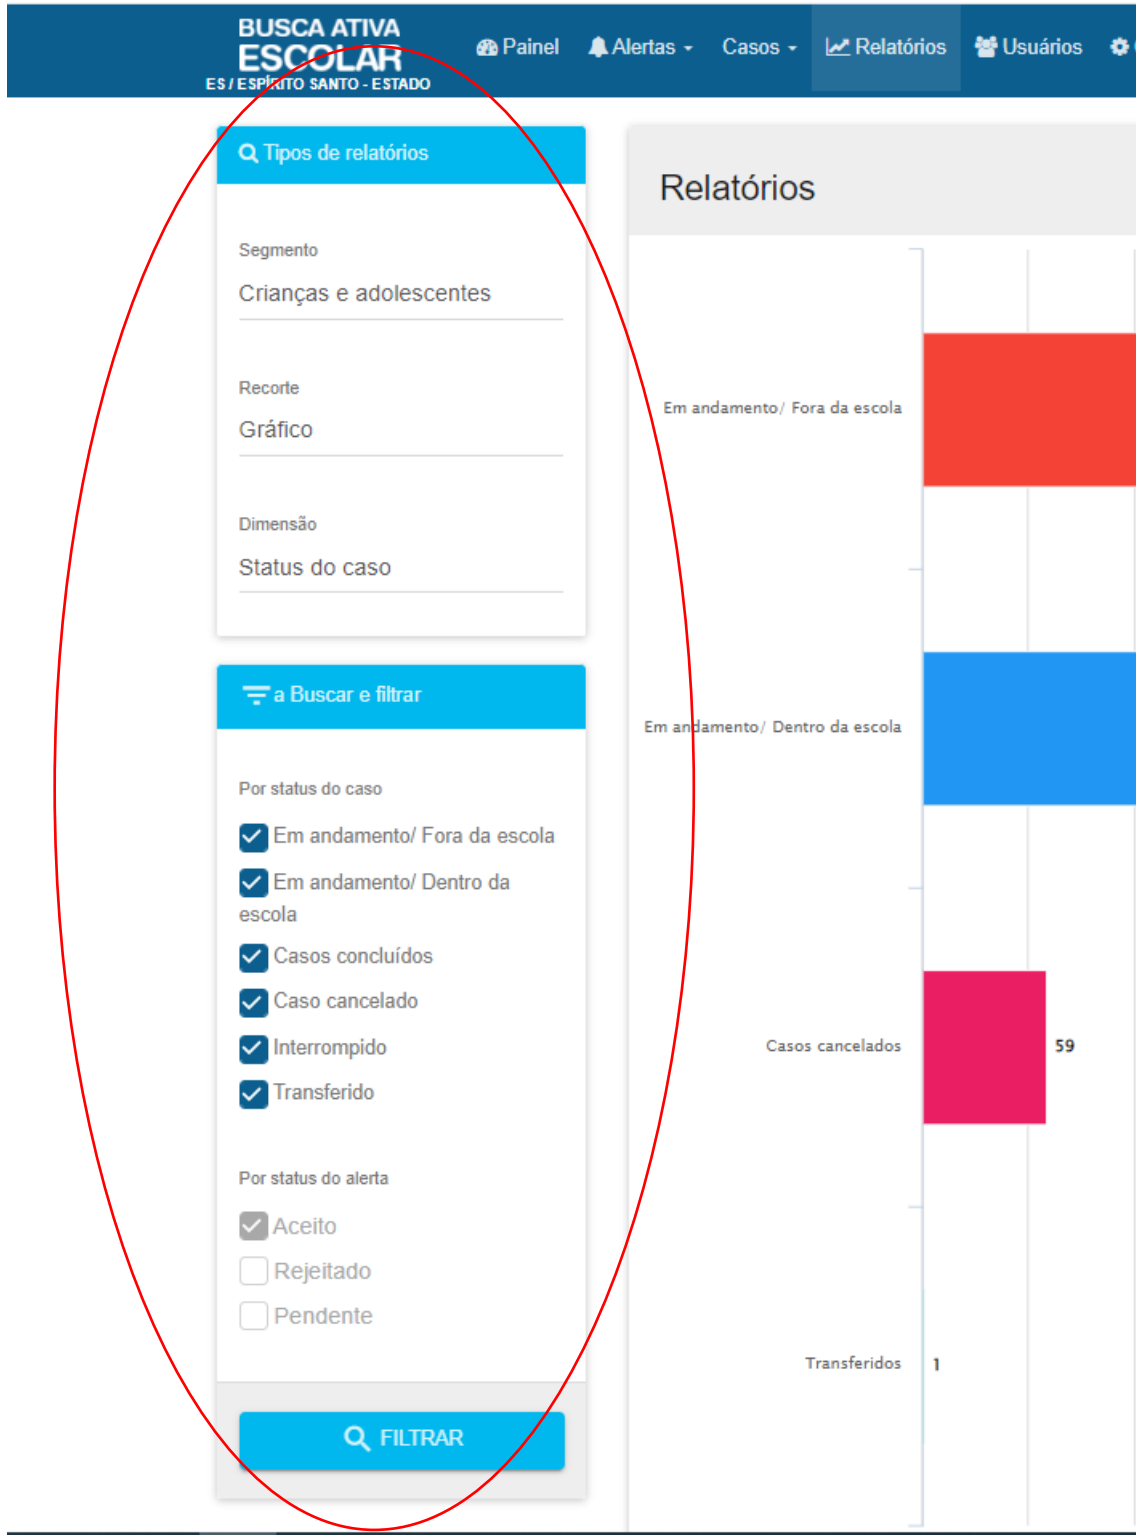 BUSCA ATIVA
ESCOLAR
ES / ESPÍRITO SANTO - ESTADO
Painel
Alertas
Casos
Relatórios
Usuários
Tipos de relatórios
Segmento
Crianças e adolescentes
Recorte
Gráfico
Dimensão
Status do caso
a Buscar e filtrar
Por status do caso
Em andamento/ Fora da escola
Em andamento/ Dentro da
escola
Casos concluídos
Caso cancelado
Interrompido
Transferido
Por status do alerta
Aceito
Rejeitado
Pendente
FILTRAR
Relatórios
Em andamento/ Fora da escola
Em andamento/ Dentro da escola
Casos cancelados
59
Transferidos
1